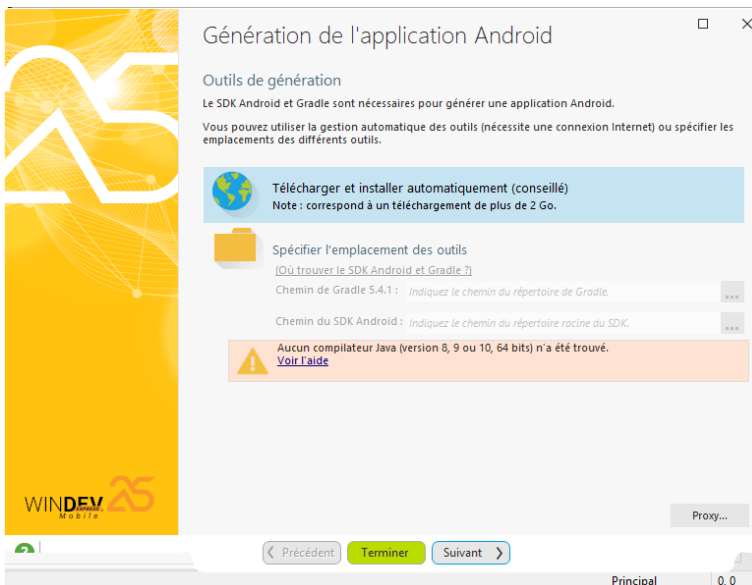 Génération de l'application Android
Outils de génération
Le SDK Android et Gradle sont nécessaires pour générer une application Android.
Vous pouvez utiliser la gestion automatique des outils (nécessite une connexion Internet) ou spécifier les
emplacements des différents outils.
Télécharger et installer automatiquement (conseillé)
Note : correspond à un téléchargement de plus de 2 Go.
Spécifier l'emplacement des outils
(Où trouver le SDK Android et Gradle ?)
Chemin de Gradle 5.4.1 : Indiquez le chemin du répertoire de Gradle. ...
Chemin du SDK Android : Indiquez le chemin du répertoire racine du SDK. ...
Aucun compilateur Java (version 8, 9 ou 10, 64 bits) n'a été trouvé.
Voir l'aide
25
WINDEV 25
EXPRESS
Mobile
Proxy...
Précédent Terminer Suivant
Principal